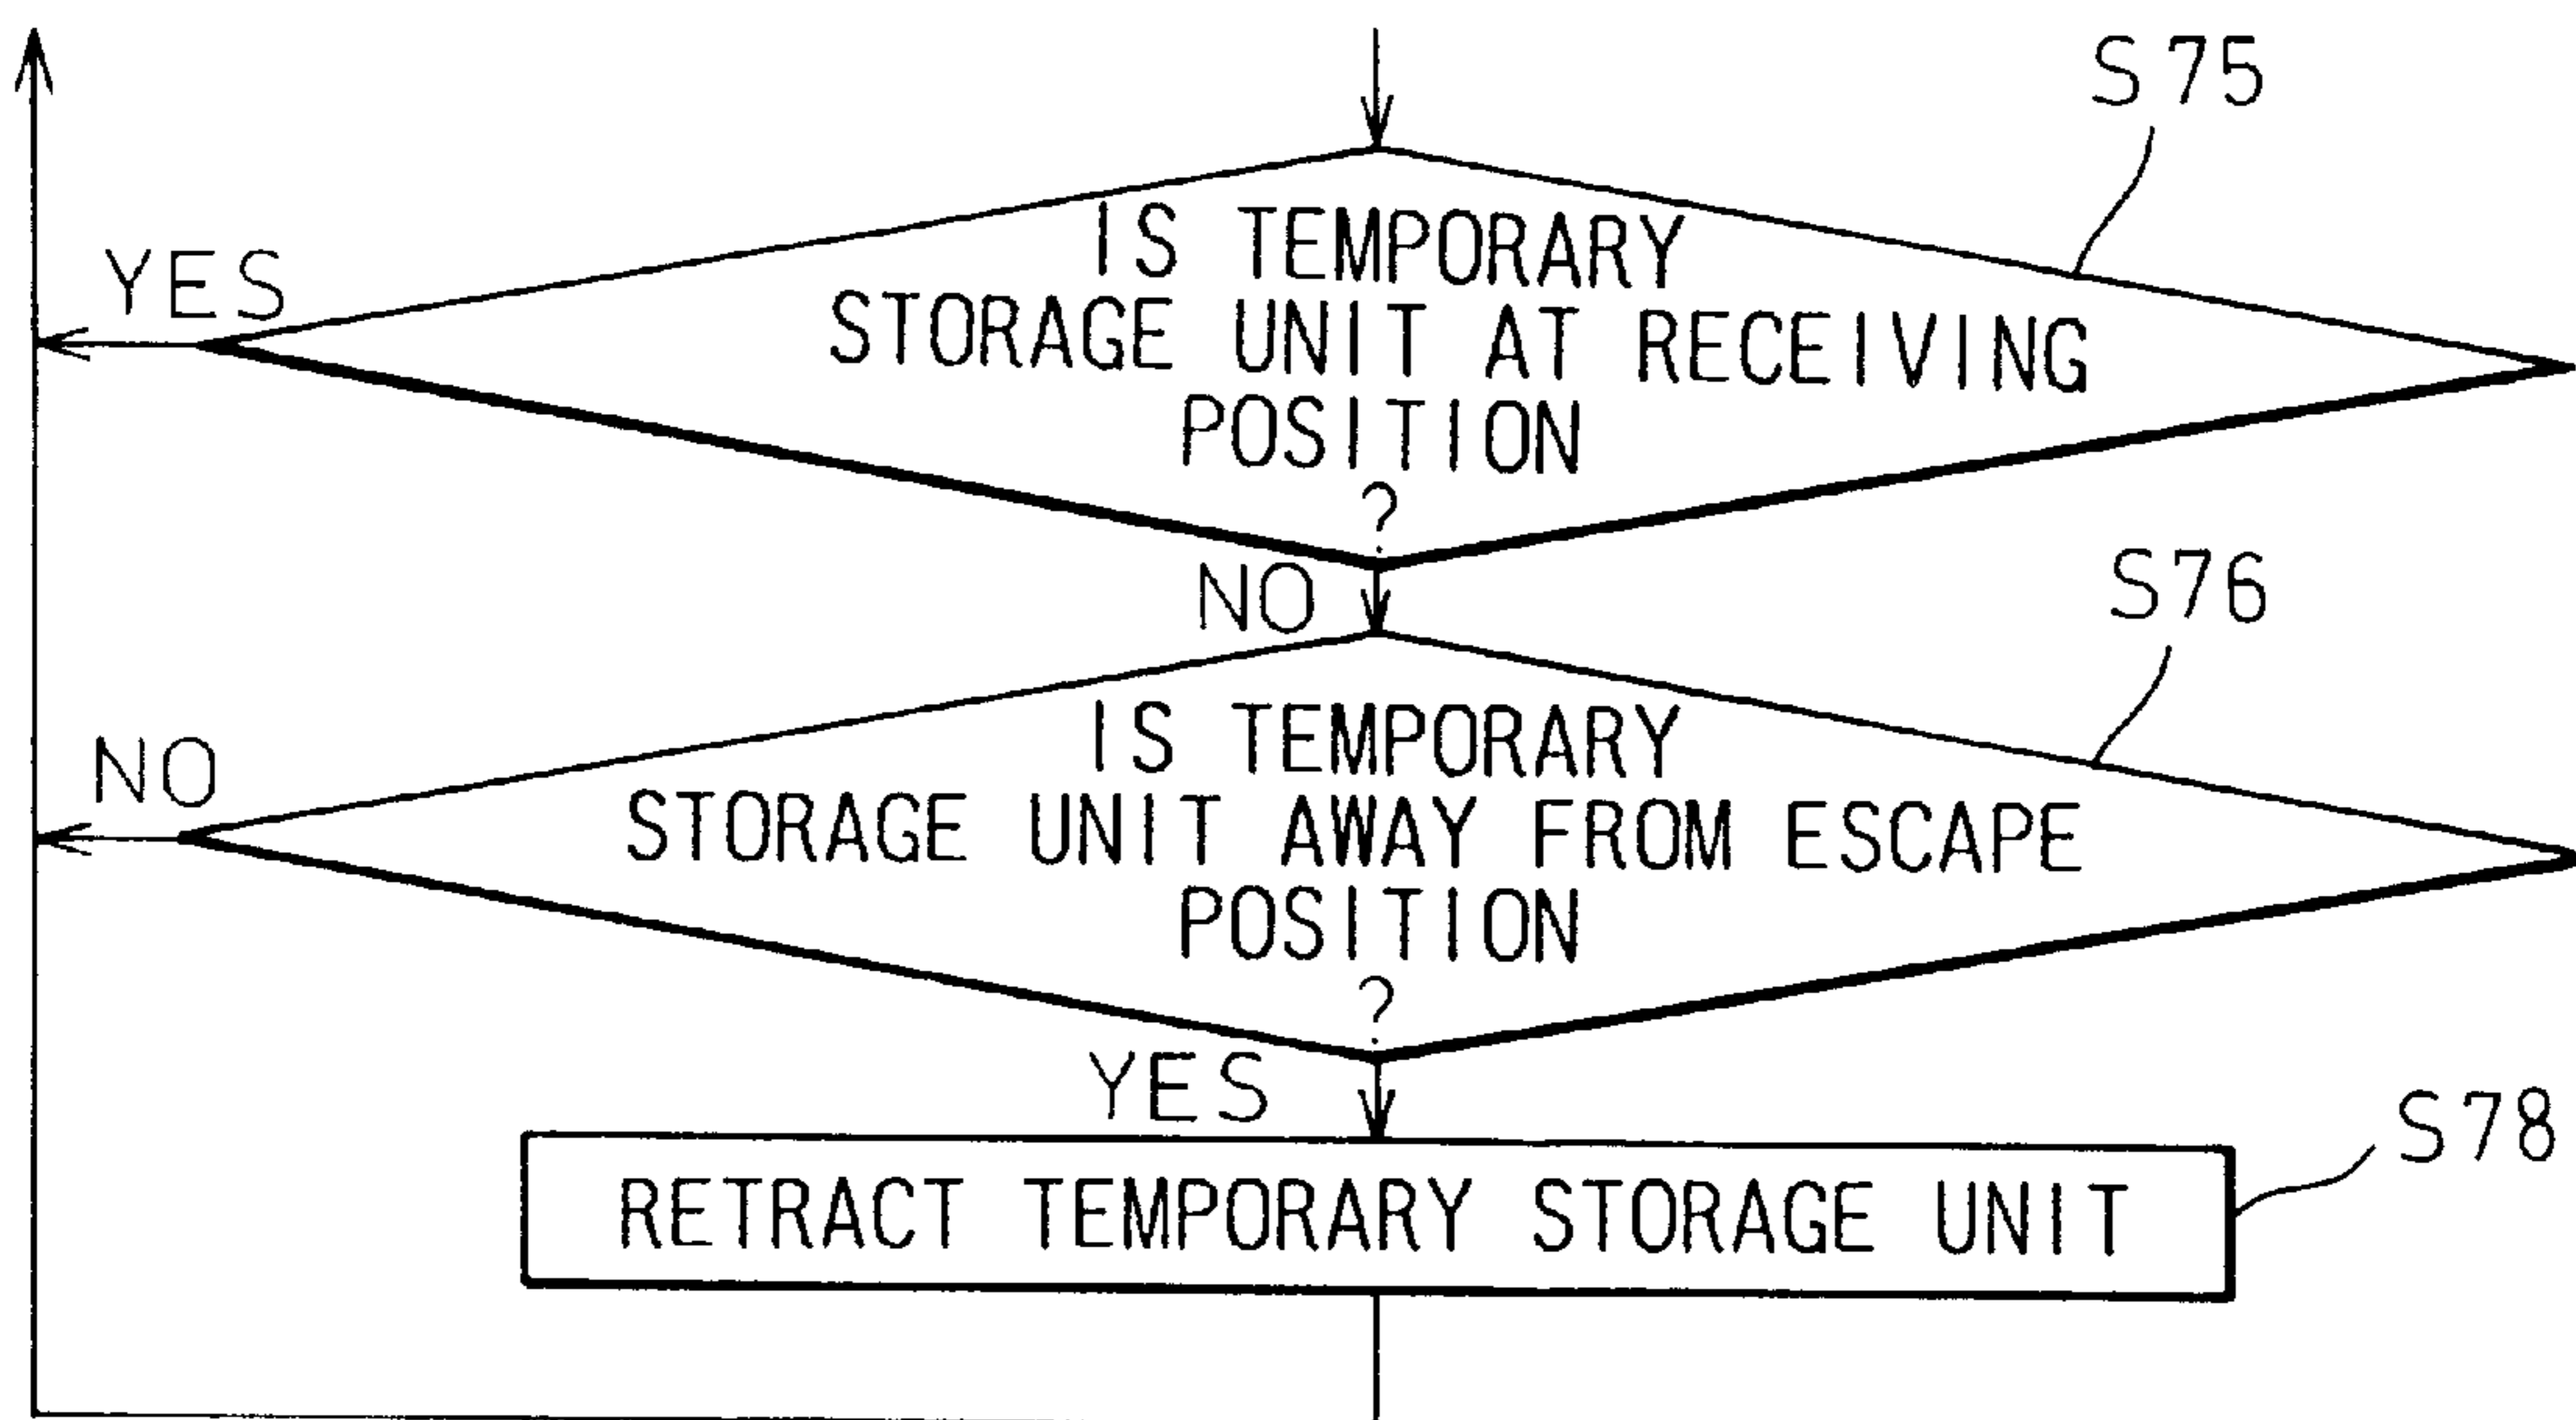 S75
IS TEMPORARY
YES
STORAGE UNIT AT RECEIVING
POSITION
?
NO
S76
IS TEMPORARY
NO
STORAGE UNIT AWAY FROM ESCAPE
POSITION
?
YES
S78
RETRACT TEMPORARY STORAGE UNIT